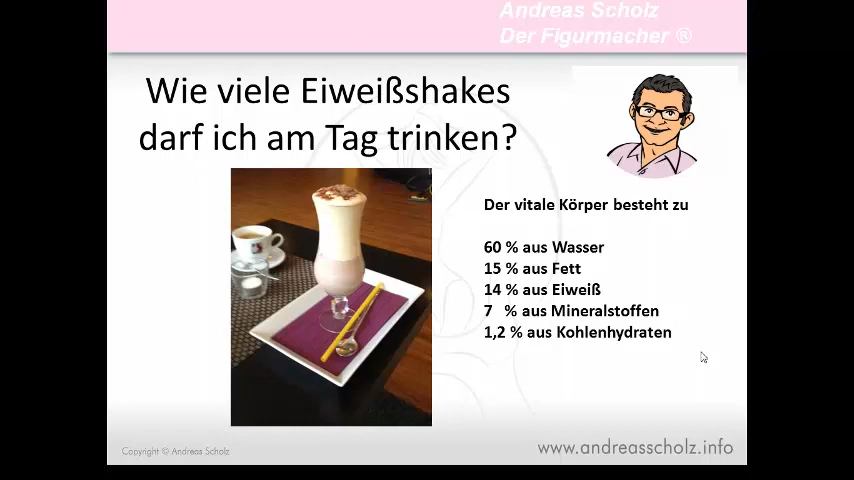 Andreas Scholz
Der Figurmacher ®
Wie viele Eiweißshakes
darf ich am Tag trinken?
Der vitale Körper besteht zu
60 % aus Wasser
15 % aus Fett
14 % aus Eiweiß
7 % aus Mineralstoffen
1,2 % aus Kohlenhydraten
Copyright © Andreas Scholz
www.andreasscholz.info